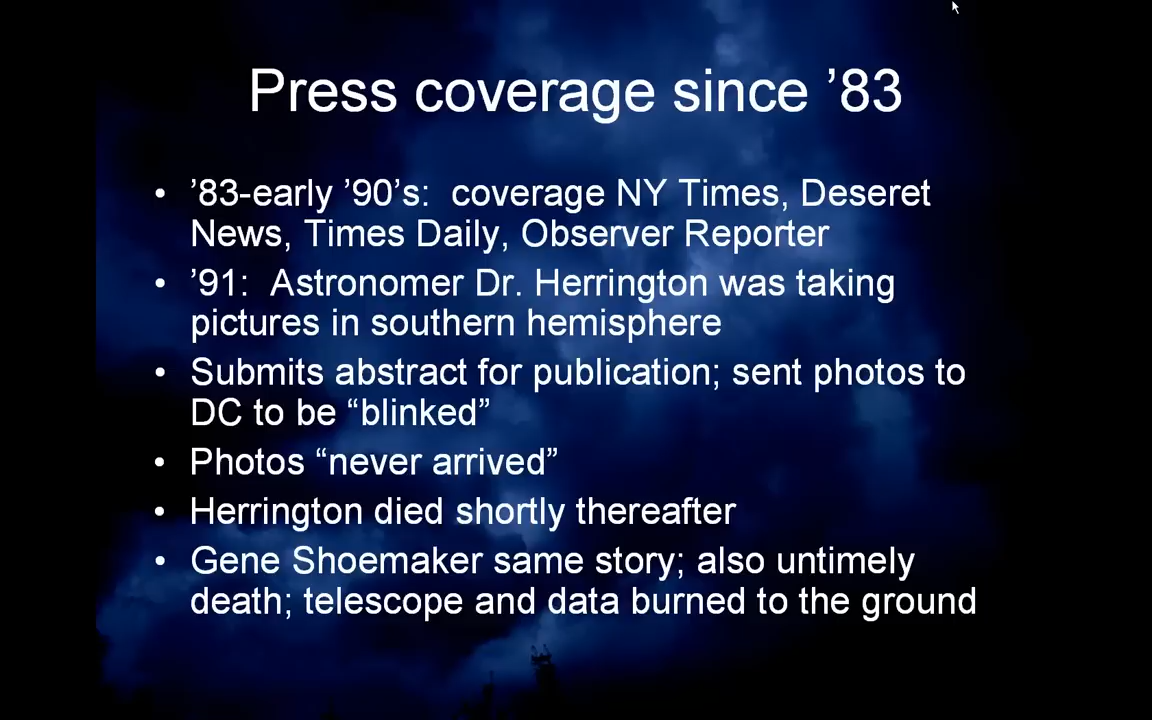 Press coverage since ’83
• ’83-early ’90’s:  coverage NY Times, Deseret
News, Times Daily, Observer Reporter
• ’91:  Astronomer Dr. Herrington was taking
pictures in southern hemisphere
• Submits abstract for publication; sent photos to
DC to be “blinked”
• Photos “never arrived”
• Herrington died shortly thereafter
• Gene Shoemaker same story; also untimely
death; telescope and data burned to the ground